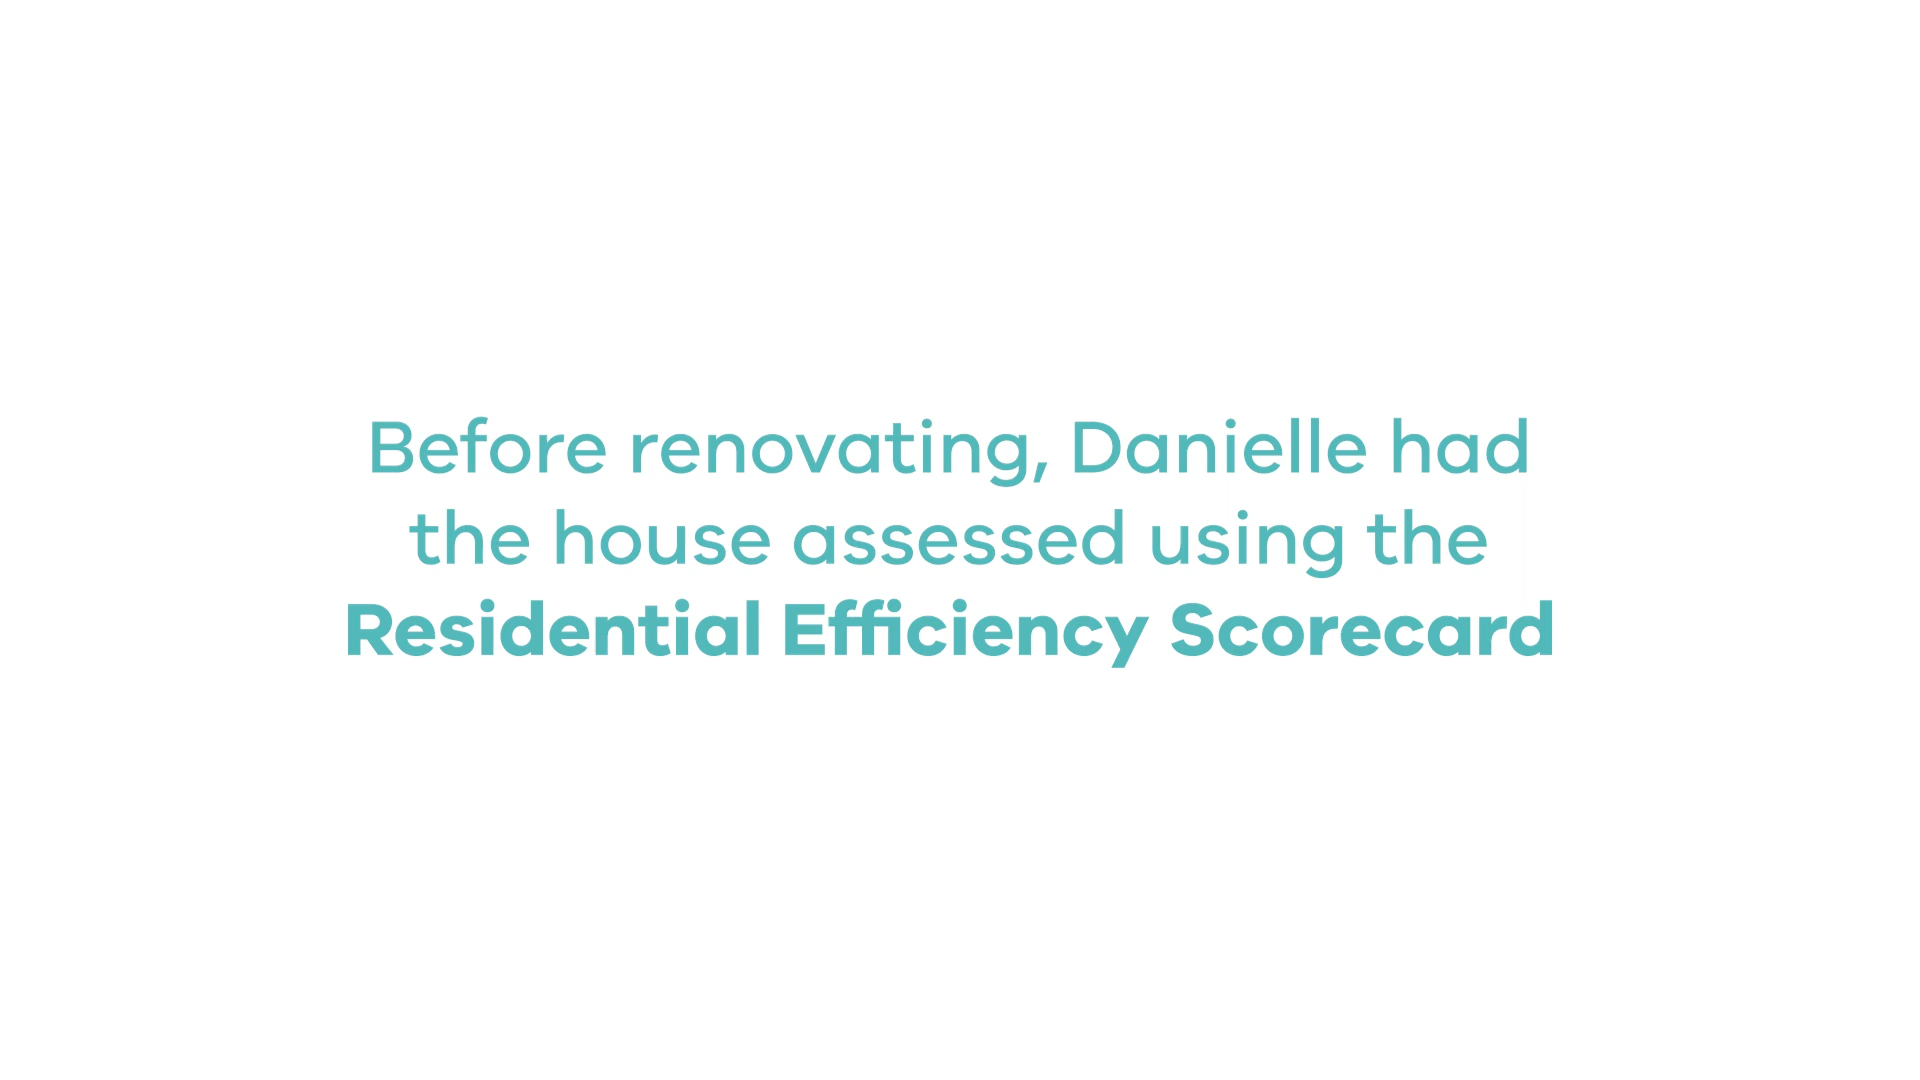 Before renovating, Danielle had
the house assessed using the
Residential Efficiency Scorecard